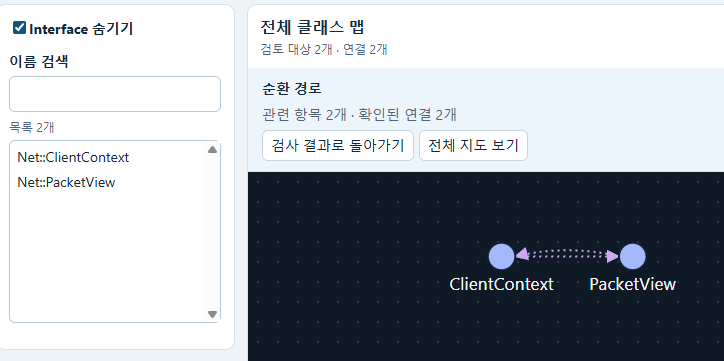 Interface 숨기기
이름 검색
목록 2개
Net::ClientContext
Net::PacketView
전체 클래스 맵
검토 대상 2개 · 연결 2개
순환 경로
관련 항목 2개 · 확인된 연결 2개
검사 결과로 돌아가기
전체 지도 보기
ClientContext
PacketView